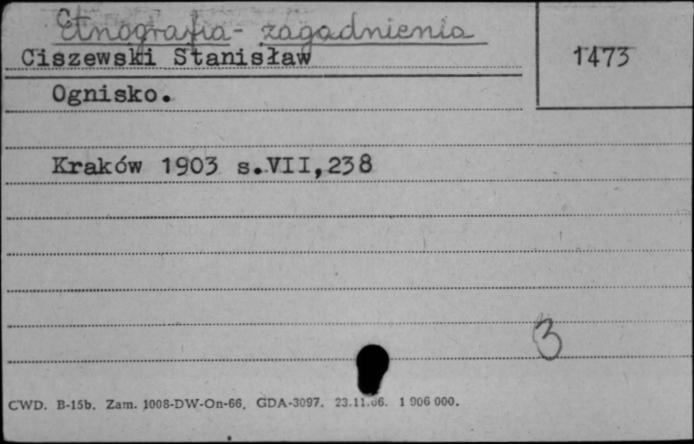 Etnografia - zagadnienia
Ciszewski Stanisław
1473
Ognisko.
Kraków 1903 s.VII,238
3
CWD. B-15b. Zam. 1008-DW-On-66. GDA-3097. 23.11.66. 1 906 000.